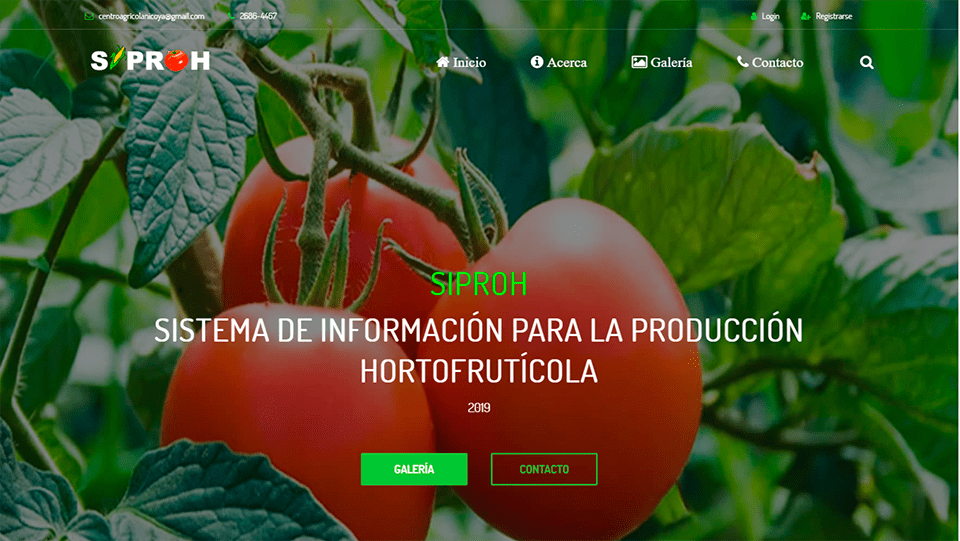 centroagricolanicoya@gmail.com
2686-4467
Login
Registrarse
SIPROH
Inicio
Acerca
Galería
Contacto
SIPROH
SISTEMA DE INFORMACIÓN PARA LA PRODUCCIÓN
HORTOFRUTÍCOLA
2019
GALERÍA
CONTACTO